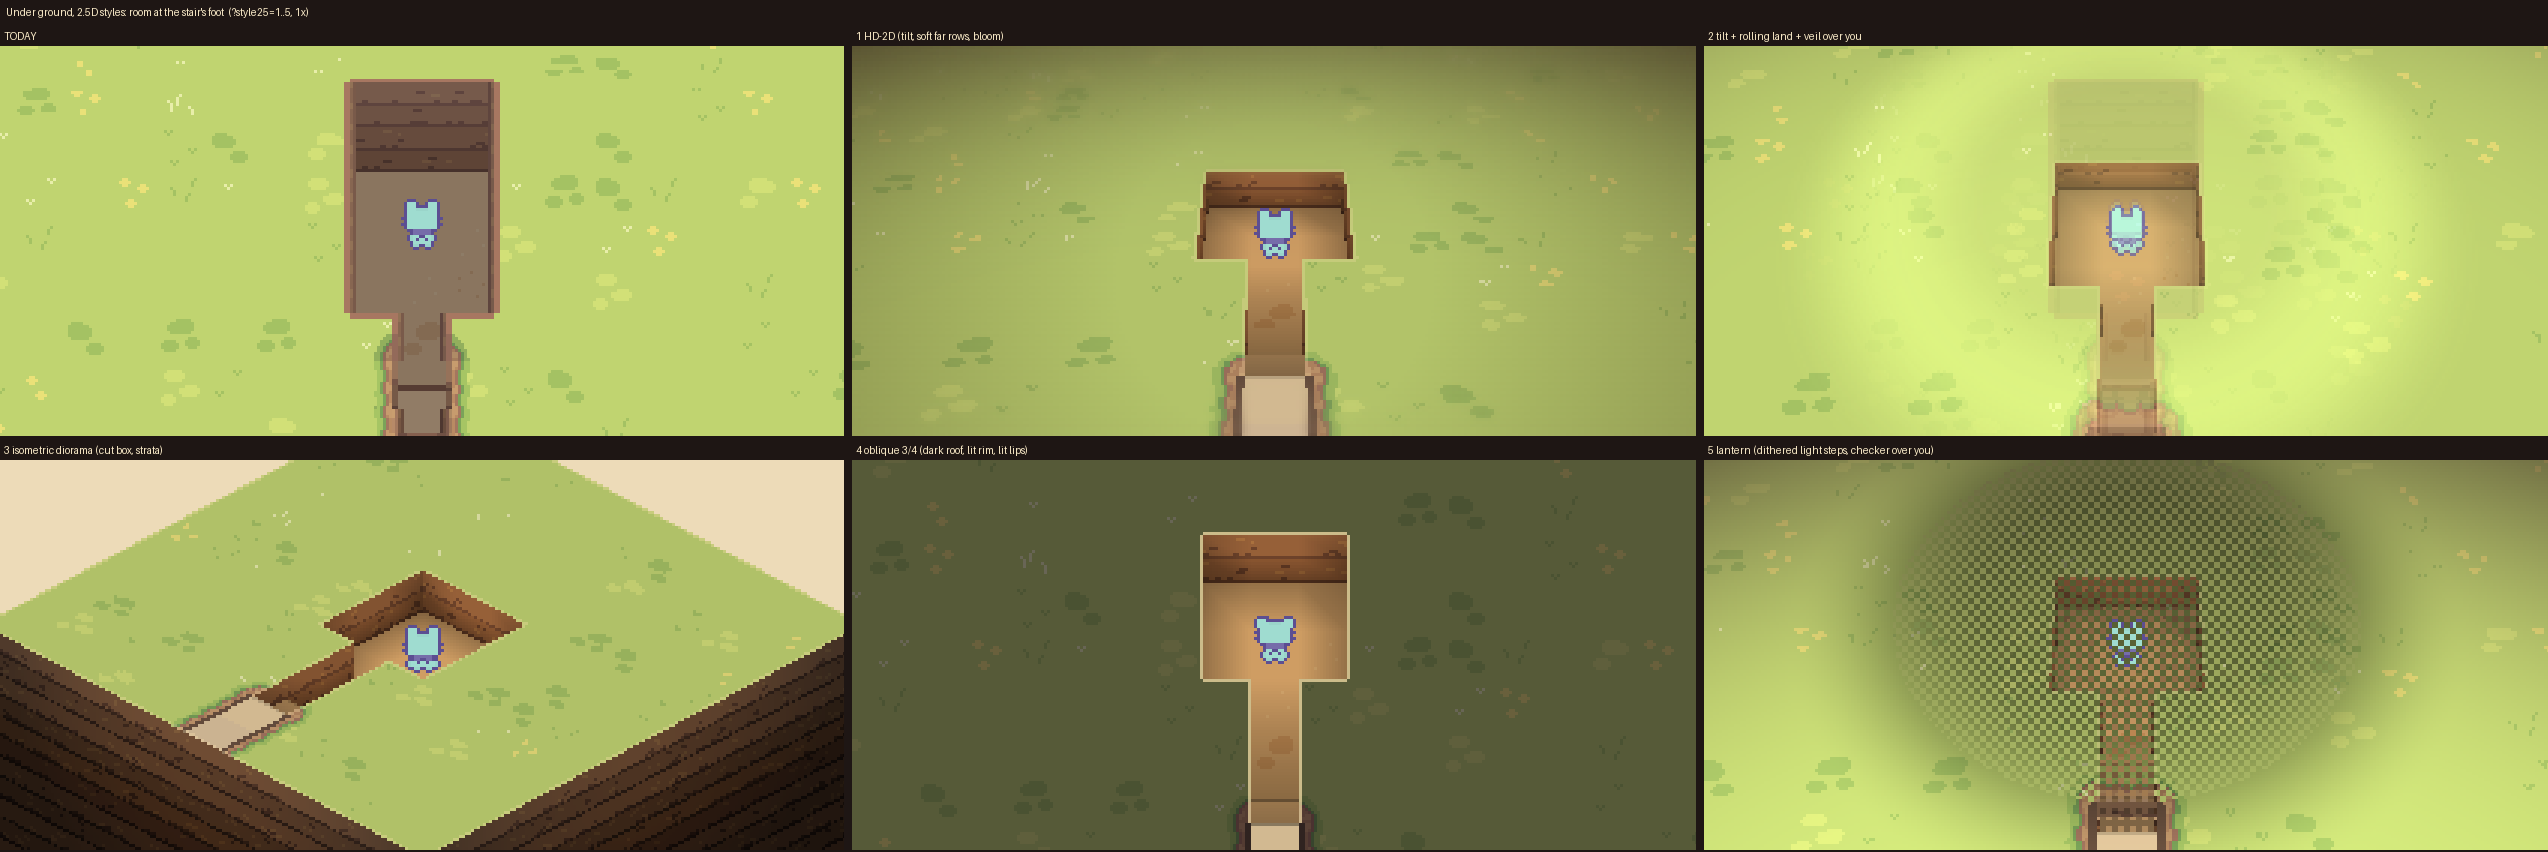 Under ground, 2.5D styles: room at the stair's foot (?style25=1..5, 1x)
TODAY
1 HD-2D (tilt, soft far rows, bloom)
2 tilt + rolling land + veil over you
3 isometric diorama (cut box, strata)
4 oblique 3/4 (dark roof, lit rim, lit lips)
5 lantern (dithered light steps, checker over you)